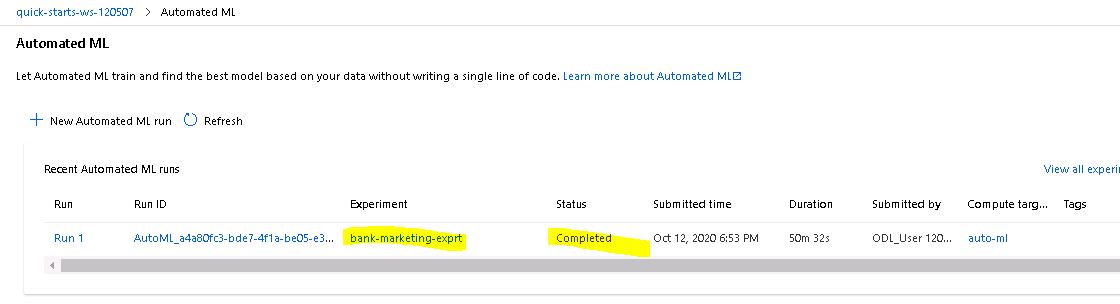 quick-starts-ws-120507 > Automated ML
Automated ML
Let Automated ML train and find the best model based on your data without writing a single line of code. Learn more about Automated ML
New Automated ML run Refresh
Recent Automated ML runs View all experin
Run Run ID Experiment Status Submitted time Duration Submitted by Compute targ... Tags
Run 1 AutoML_a4a80fc3-bde7-4f1a-be05-e3... bank-marketing-exprt Completed Oct 12, 2020 6:53 PM 50m 32s ODL_User 120... auto-ml